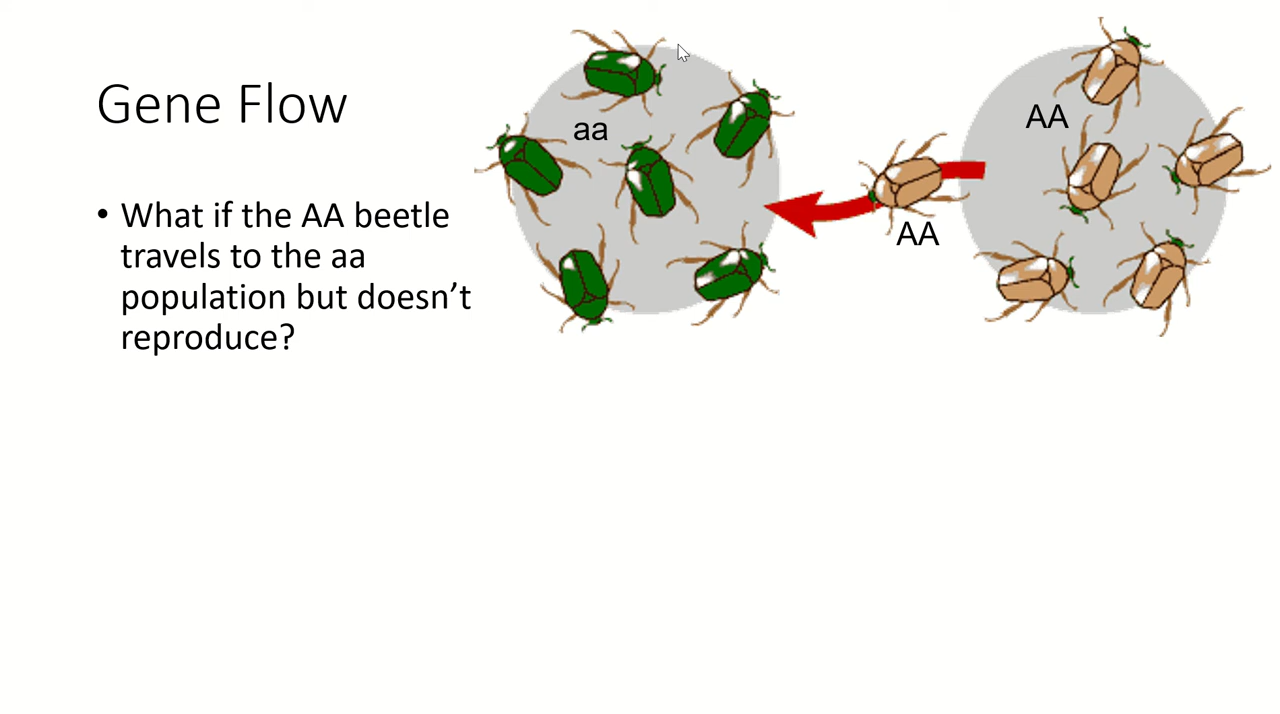 Gene Flow
• What if the AA beetle
travels to the aa
population but doesn’t
reproduce?
aa
AA
AA